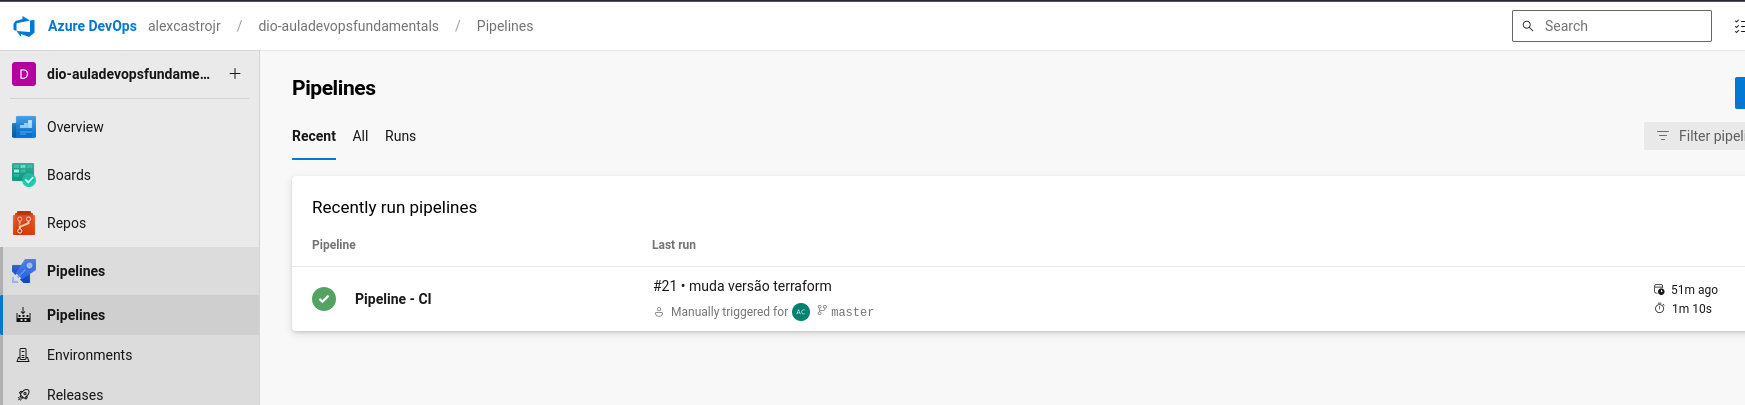 Azure DevOps alexcastrojr / dio-auladevopsfundamentals / Pipelines Search
D dio-auladevopsfundame... +
Overview
Boards
Repos
Pipelines
Pipelines
Environments
Releases
Pipelines
Recent All Runs
Filter pipel
Recently run pipelines
Pipeline Last run
Pipeline - CI
#21 • muda versão terraform
Manually triggered for AC master
51m ago
1m 10s